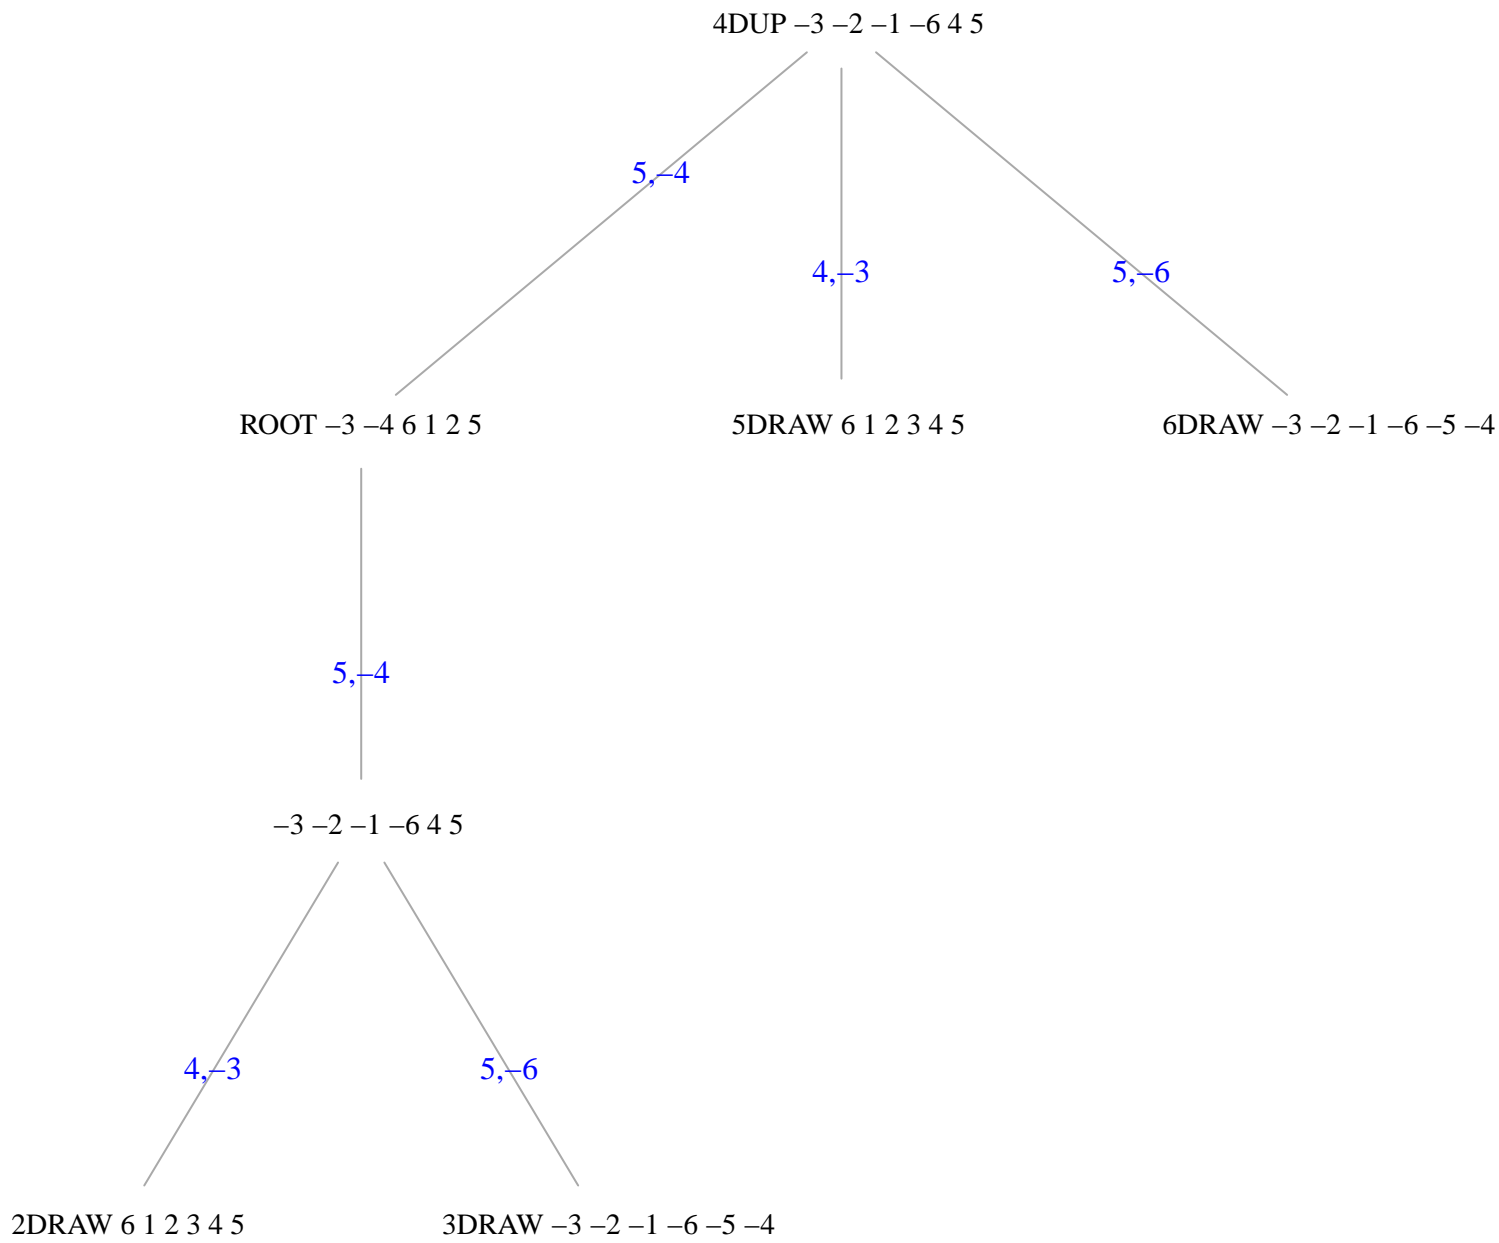 4DUP –3 –2 –1 –6 4 5
5,–4
4,–3
5,–6
ROOT –3 –4 6 1 2 5
5DRAW 6 1 2 3 4 5
6DRAW –3 –2 –1 –6 –5 –4
5,–4
–3 –2 –1 –6 4 5
4,–3
5,–6
2DRAW 6 1 2 3 4 5
3DRAW –3 –2 –1 –6 –5 –4